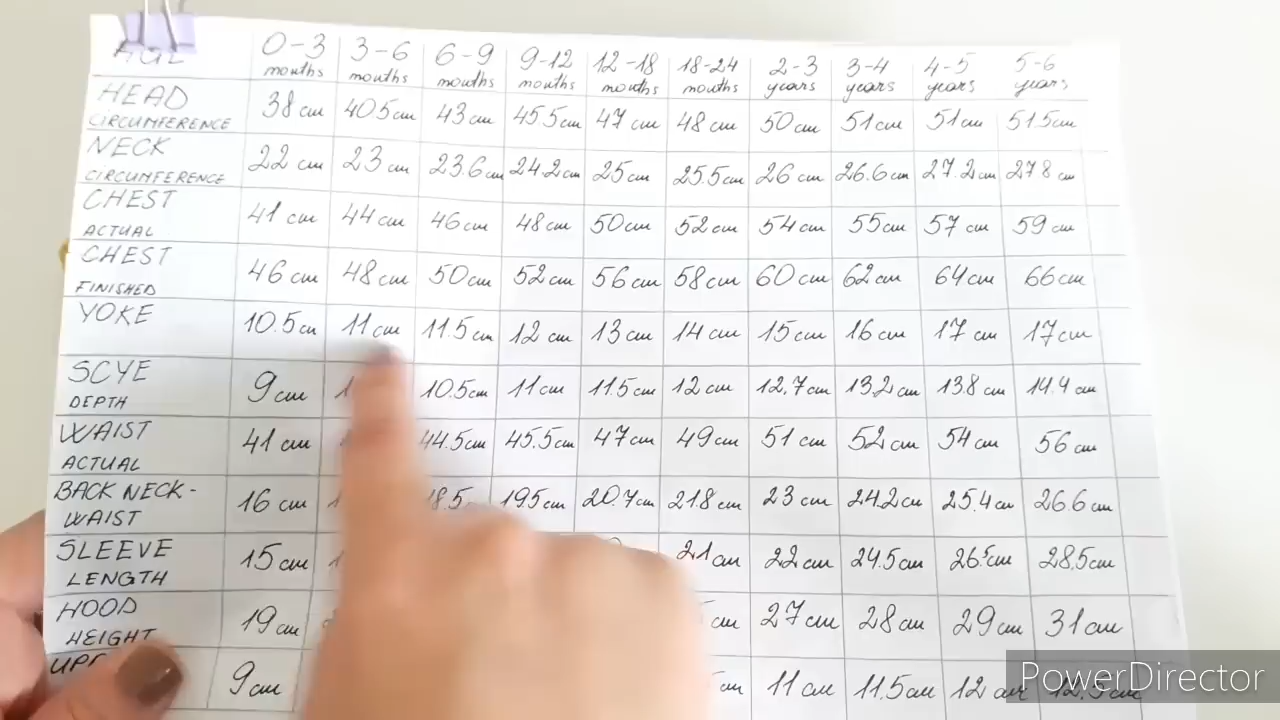 0-3 months 3-6 months 6-9 months 9-12 months 12-18 months 18-24 months 2-3 years 3-4 years 4-5 years 5-6 years
HEAD CIRCUMFERENCE 38 cm 40.5 cm 43 cm 45.5 cm 47 cm 48 cm 50 cm 51 cm 51 cm 51.5 cm
NECK CIRCUMFERENCE 22 cm 23 cm 23.6 cm 24.2 cm 25 cm 25.5 cm 26 cm 26.6 cm 27.2 cm 27.8 cm
CHEST ACTUAL 41 cm 44 cm 46 cm 48 cm 50 cm 52 cm 54 cm 55 cm 57 cm 59 cm
CHEST FINISHED 46 cm 48 cm 50 cm 52 cm 56 cm 58 cm 60 cm 62 cm 64 cm 66 cm
YOKE 10.5 cm 11 cm 11.5 cm 12 cm 13 cm 14 cm 15 cm 16 cm 17 cm 17 cm
SCYE DEPTH 9 cm 10.5 cm 11 cm 11.5 cm 12 cm 12.7 cm 13.2 cm 13.8 cm 14.4 cm
WAIST ACTUAL 41 cm 44.5 cm 45.5 cm 47 cm 49 cm 51 cm 52 cm 54 cm 56 cm
BACK NECK-WAIST 16 cm 18.5 19.5 cm 20.7 cm 21.8 cm 23 cm 24.2 cm 25.4 cm 26.6 cm
SLEEVE LENGTH 15 cm 21 cm 22 cm 24.5 cm 26.5 cm 28.5 cm
HOOD HEIGHT 19 cm cm 27 cm 28 cm 29 cm 31 cm
9 cm cm 11 cm 11.5 cm 12 cm 12.5 cm
PowerDirector